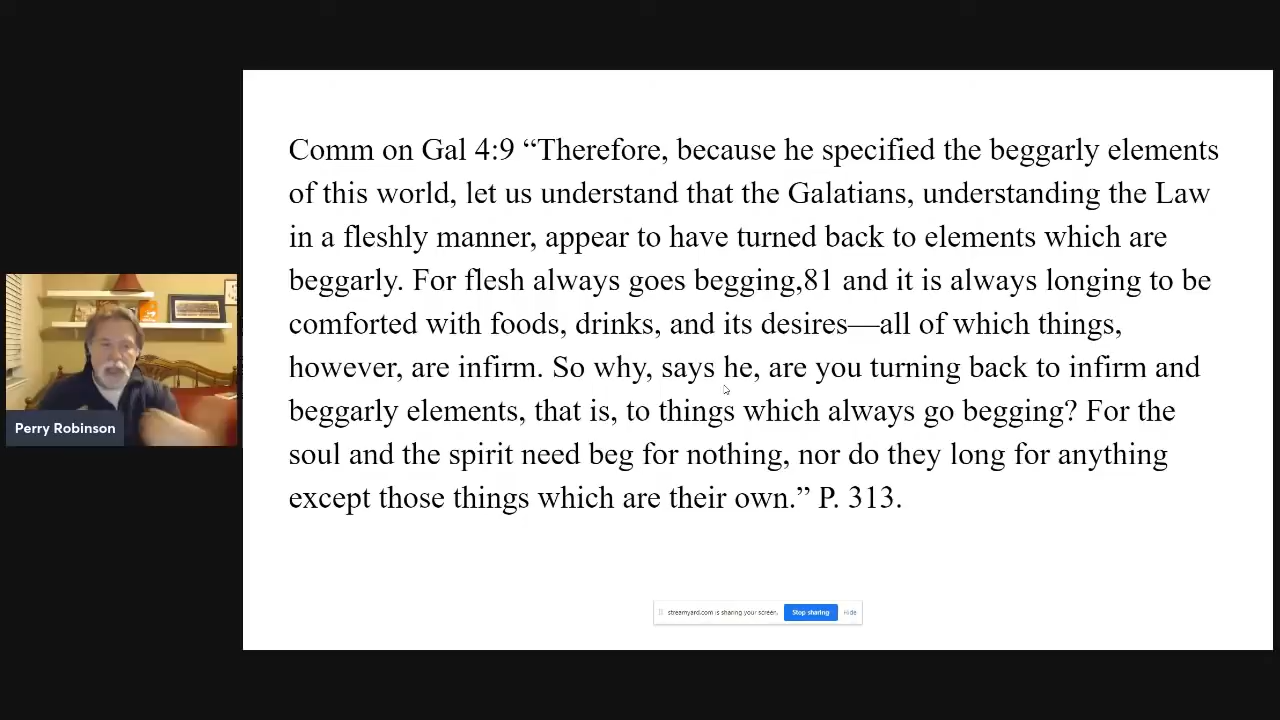 Comm on Gal 4:9 “Therefore, because he specified the beggarly elements
of this world, let us understand that the Galatians, understanding the Law
in a fleshly manner, appear to have turned back to elements which are
beggarly. For flesh always goes begging,81 and it is always longing to be
comforted with foods, drinks, and its desires—all of which things,
however, are infirm. So why, says he, are you turning back to infirm and
beggarly elements, that is, to things which always go begging? For the
soul and the spirit need beg for nothing, nor do they long for anything
except those things which are their own.” P. 313.
Perry Robinson
streamyard.com is sharing your screen. Stop sharing Hide